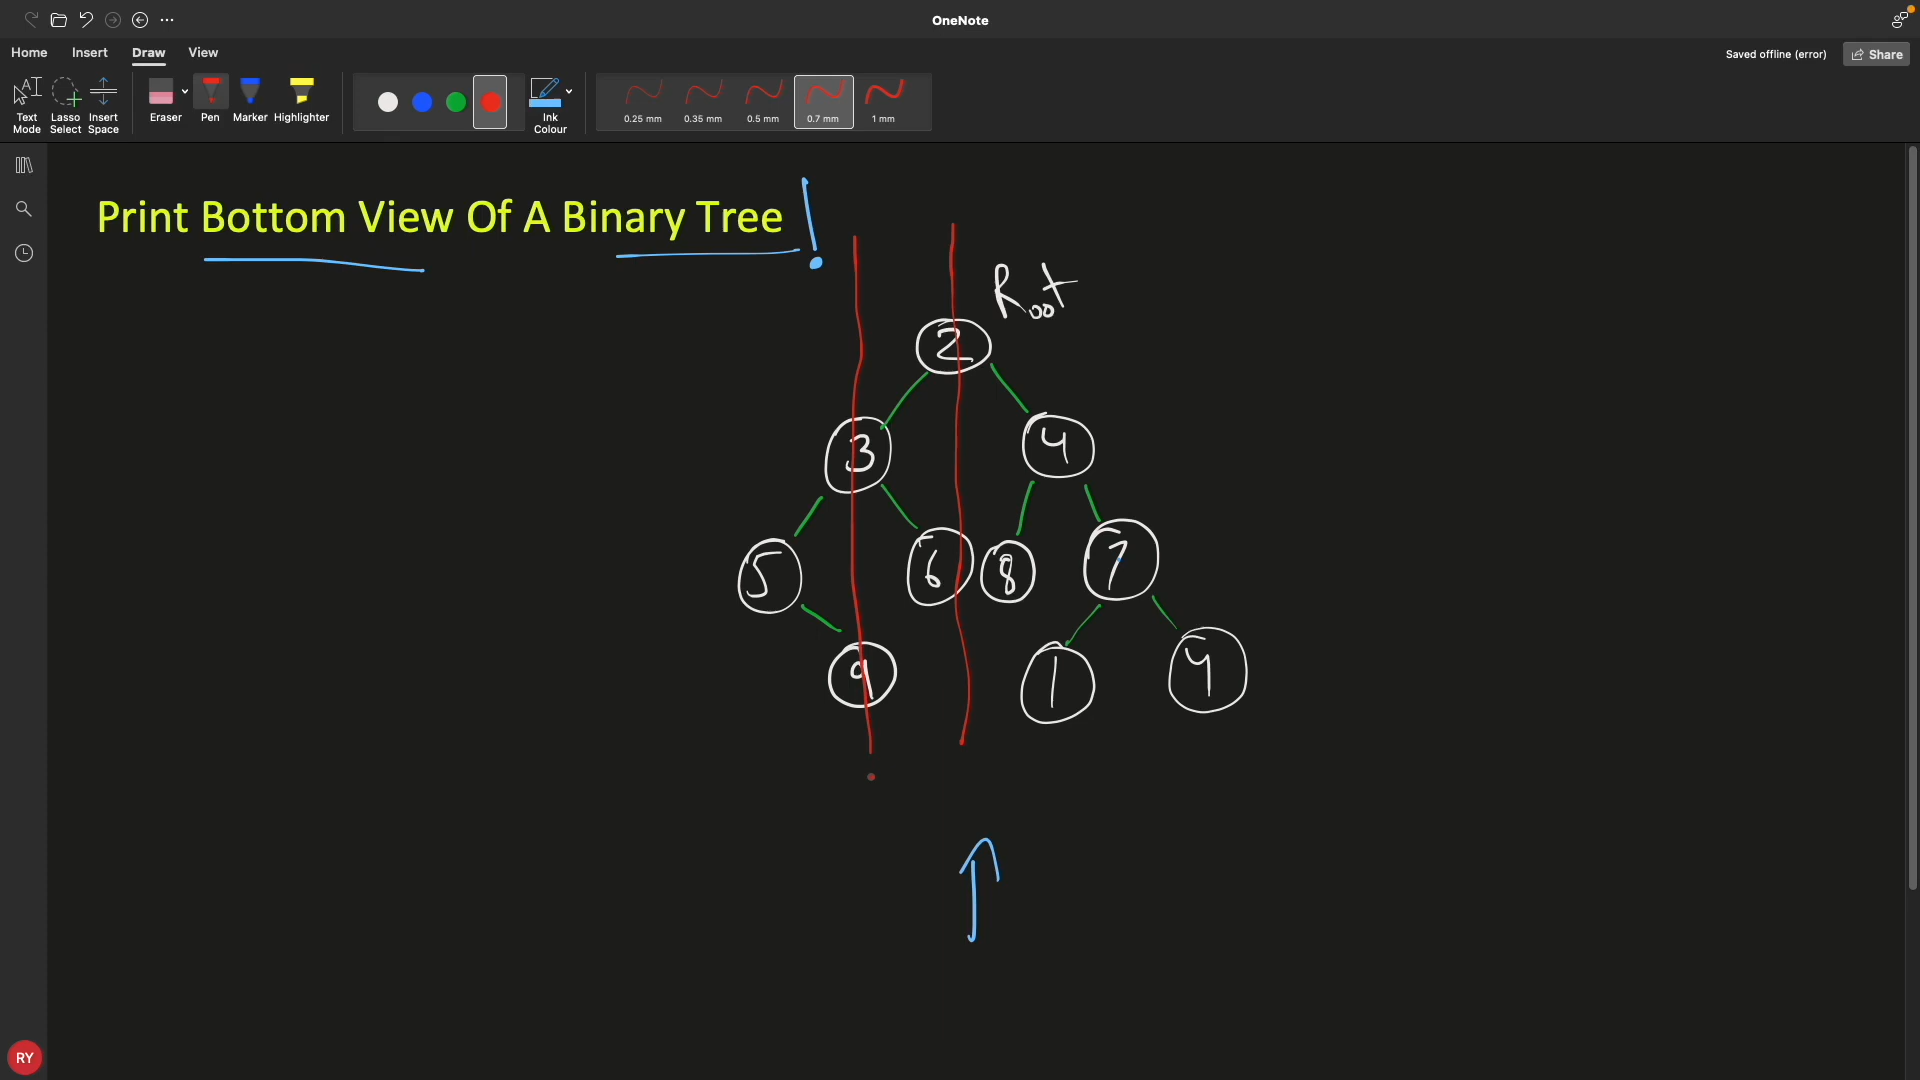 OneNote
Home Insert Draw View
Saved offline (error) Share
Text Mode Lasso Select Insert Space Eraser Pen Marker Highlighter Ink Colour 0.25 mm 0.35 mm 0.5 mm 0.7 mm 1 mm
Print Bottom View Of A Binary Tree !
Root
2
3 4
5 6 8 7
9 1 4
RY